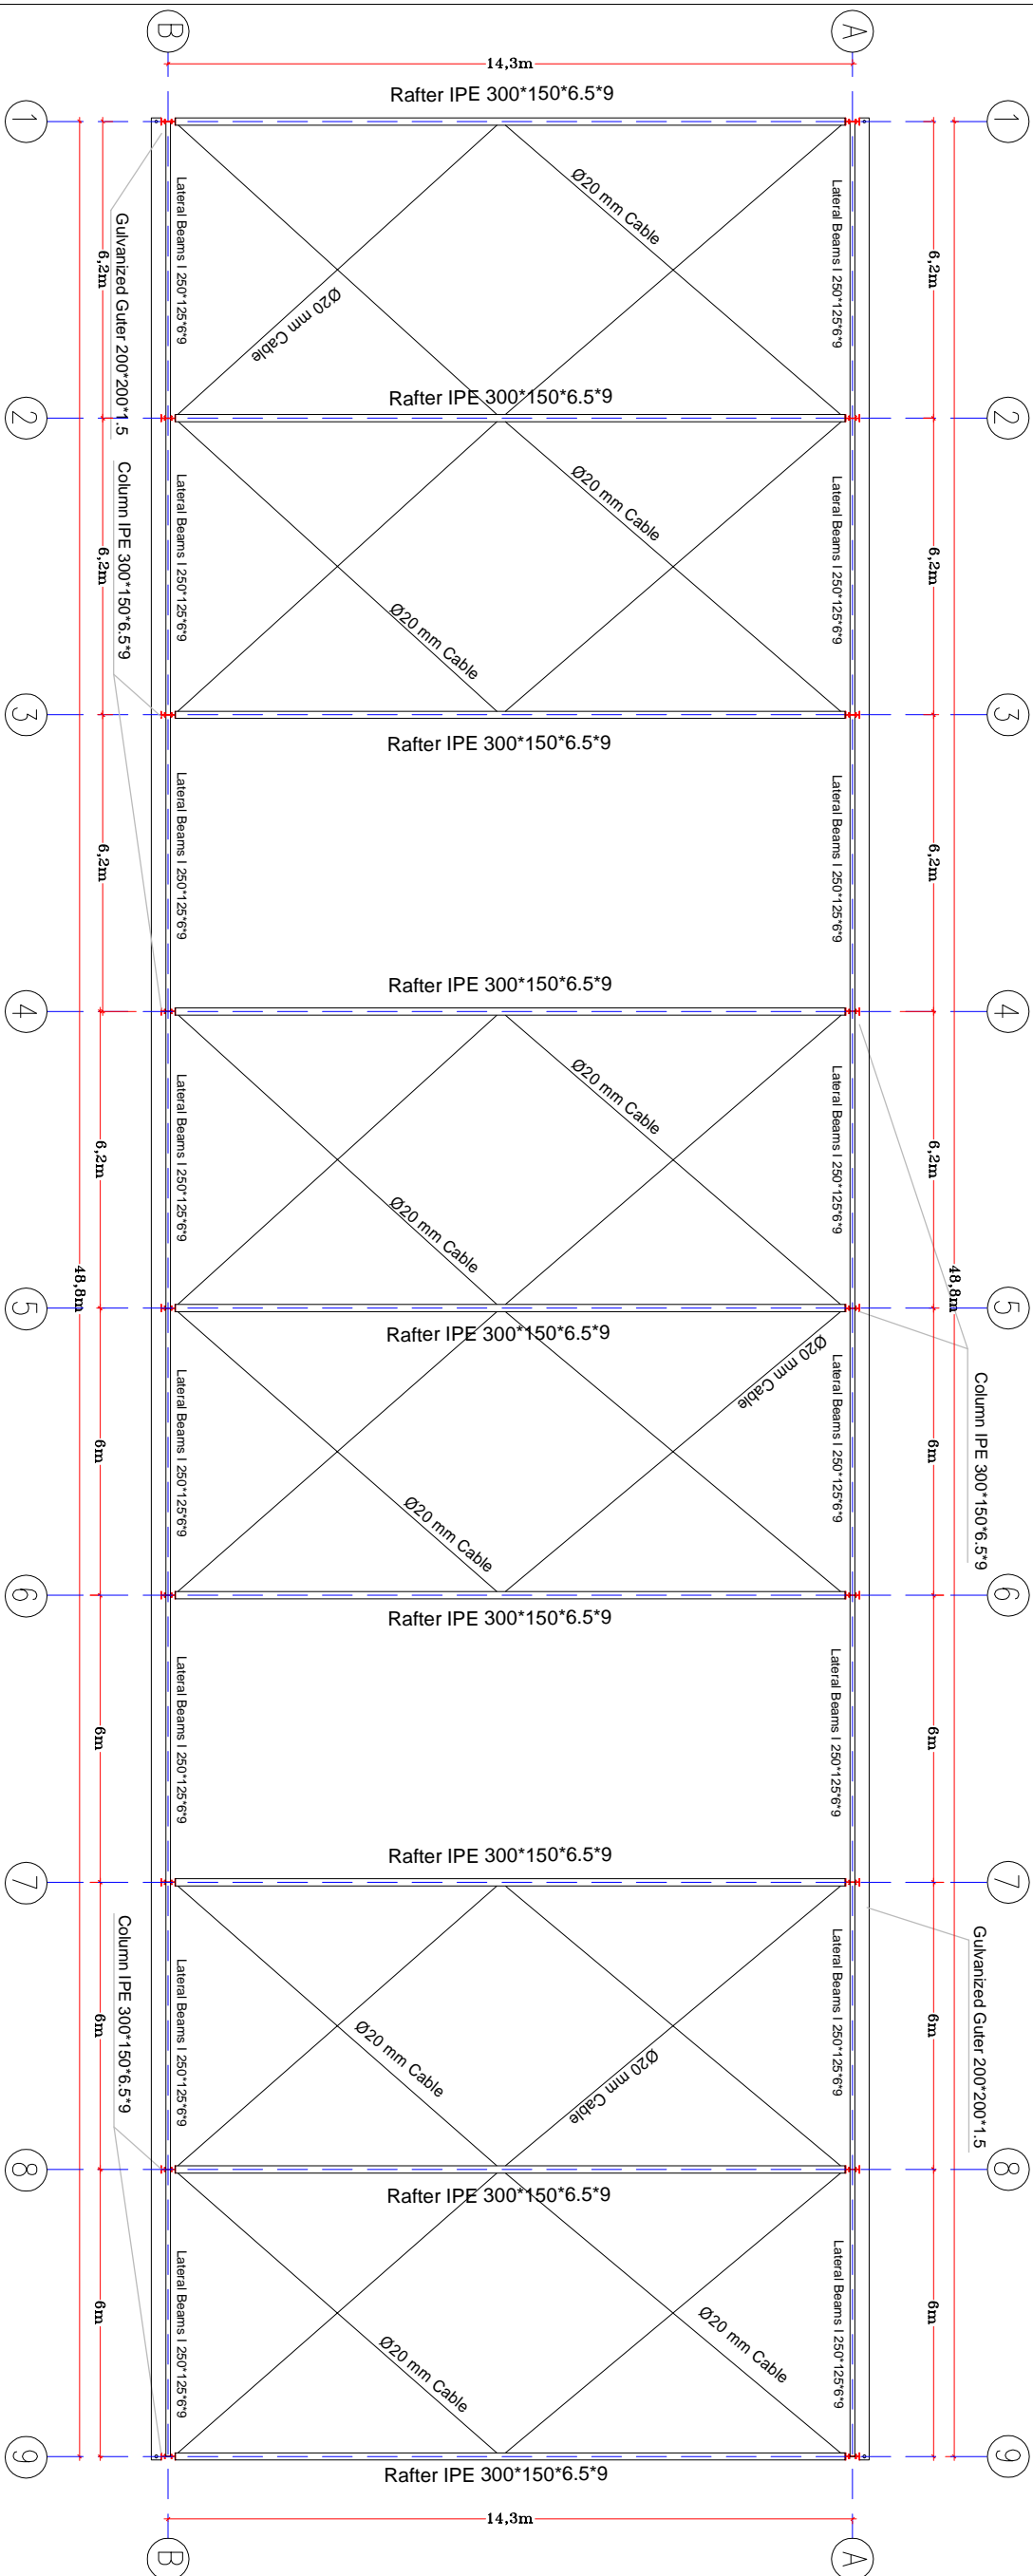 B
A
14,3m
Rafter IPE 300*150*6.5*9
1
1
Ø20 mm Cable
Lateral Beams I 250*125*6*9
Lateral Beams I 250*125*6*9
Gulvanized Guter 200*200*1.5
6,2m
6,2m
Ø20 mm Cable
Rafter IPE 300*150*6.5*9
2
2
Column IPE 300*150*6.5*9
Ø20 mm Cable
Lateral Beams I 250*125*6*9
Lateral Beams I 250*125*6*9
6,2m
6,2m
Ø20 mm Cable
3
3
Rafter IPE 300*150*6.5*9
Lateral Beams I 250*125*6*9
Lateral Beams I 250*125*6*9
6,2m
6,2m
Rafter IPE 300*150*6.5*9
4
4
Ø20 mm Cable
Lateral Beams I 250*125*6*9
Lateral Beams I 250*125*6*9
6,2m
6,2m
Ø20 mm Cable
48,8m
48,8m
5
5
Rafter IPE 300*150*6.5*9
Ø20 mm Cable
Lateral Beams I 250*125*6*9
Lateral Beams I 250*125*6*9
Column IPE 300*150*6.5*9
6m
6m
Ø20 mm Cable
6
6
Rafter IPE 300*150*6.5*9
Lateral Beams I 250*125*6*9
Lateral Beams I 250*125*6*9
6m
6m
Rafter IPE 300*150*6.5*9
7
7
Column IPE 300*150*6.5*9
Gulvanized Guter 200*200*1.5
Lateral Beams I 250*125*6*9
Lateral Beams I 250*125*6*9
6m
6m
Ø20 mm Cable
Ø20 mm Cable
8
8
Rafter IPE 300*150*6.5*9
Lateral Beams I 250*125*6*9
Lateral Beams I 250*125*6*9
6m
6m
Ø20 mm Cable
Ø20 mm Cable
9
9
Rafter IPE 300*150*6.5*9
14,3m
B
A